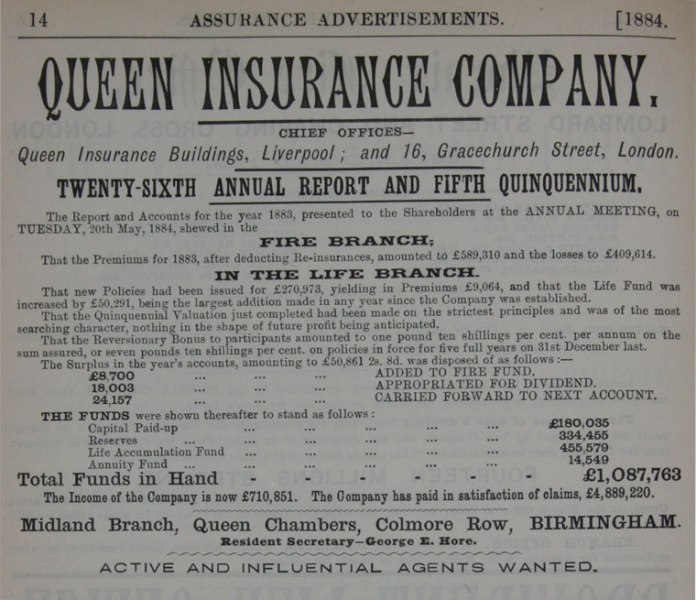 14 ASSURANCE ADVERTISEMENTS. [1884.
QUEEN INSURANCE COMPANY.
CHIEF OFFICES—
Queen Insurance Buildings, Liverpool; and 16, Gracechurch Street, London.
TWENTY-SIXTH ANNUAL REPORT AND FIFTH QUINQUENNIUM.
The Report and Accounts for the year 1883, presented to the Shareholders at the ANNUAL MEETING, on
TUESDAY, 20th May, 1884, shewed in the
FIRE BRANCH;
That the Premiums for 1883, after deducting Re-insurances, amounted to £589,310 and the losses to £409,614.
IN THE LIFE BRANCH.
That new Policies had been issued for £270,973, yielding in Premiums £9,064, and that the Life Fund was
increased by £50,291, being the largest addition made in any year since the Company was established.
That the Quinquennial Valuation just completed had been made on the strictest principles and was of the most
searching character, nothing in the shape of future profit being anticipated.
That the Reversionary Bonus to participants amounted to one pound ten shillings per cent. per annum on the
sum assured, or seven pounds ten shillings per cent. on policies in force for five full years on 31st December last.
The Surplus in the year's accounts, amounting to £50,861 2s. 8d. was disposed of as follows :—
£8,700 ... ... ... ADDED TO FIRE FUND.
18,003 ... ... ... APPROPRIATED FOR DIVIDEND.
24,157 ... ... ... CARRIED FORWARD TO NEXT ACCOUNT.
THE FUNDS were shown thereafter to stand as follows :
Capital Paid-up ... ... ... ... ... £180,035
Reserves ... ... ... ... ... ... 334,455
Life Accumulation Fund ... ... ... ... ... 455,579
Annuity Fund ... ... ... ... ... ... 14,549
Total Funds in Hand - - - - - £1,087,763
The Income of the Company is now £710,851. The Company has paid in satisfaction of claims, £4,889,220.
Midland Branch, Queen Chambers, Colmore Row, BIRMINGHAM.
Resident Secretary—George E. Hore.
ACTIVE AND INFLUENTIAL AGENTS WANTED.